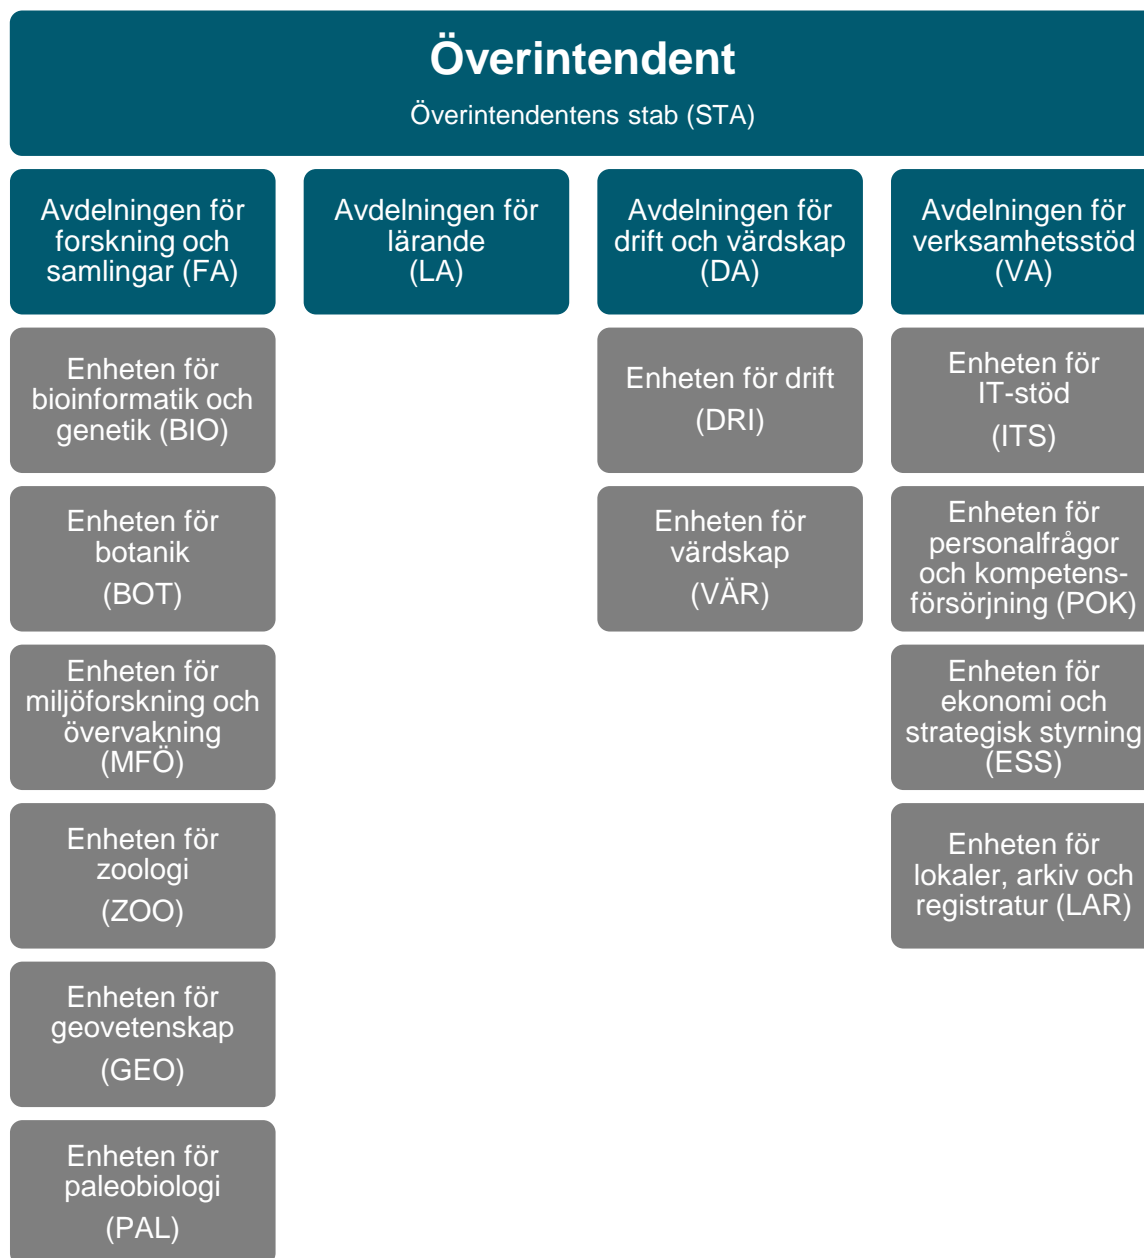 Överintendent
Överintendentens stab (STA)
Avdelningen för
forskning och
samlingar (FA)
Avdelningen för
lärande
(LA)
Avdelningen för
drift och värdskap
(DA)
Avdelningen för
verksamhetsstöd
(VA)
Enheten för
bioinformatik och
genetik (BIO)
Enheten för
botanik
(BOT)
Enheten för
miljöforskning och
övervakning
(MFÖ)
Enheten för
zoologi
(ZOO)
Enheten för
geovetenskap
(GEO)
Enheten för
paleobiologi
(PAL)
Enheten för drift
(DRI)
Enheten för
värdskap
(VÄR)
Enheten för
IT-stöd
(ITS)
Enheten för
personalfrågor
och kompetens-
försörjning (POK)
Enheten för
ekonomi och
strategisk styrning
(ESS)
Enheten för
lokaler, arkiv och
registratur (LAR)